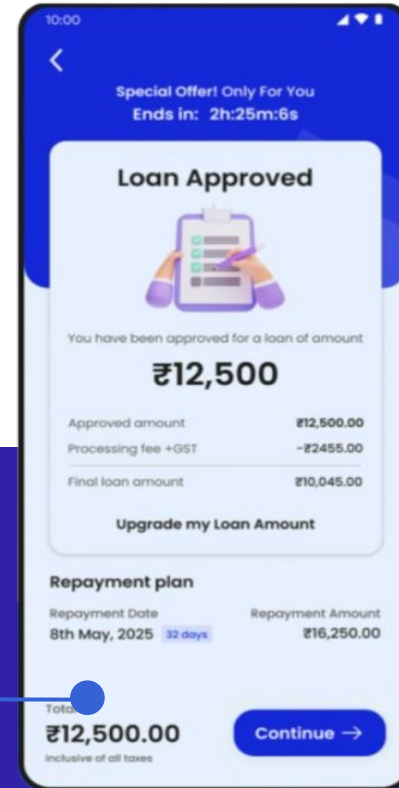 10:00
Special Offer! Only For You
Ends in: 2h:25m:6s
Loan Approved
You have been approved for a loan of amount
₹12,500
Approved amount ₹12,500.00
Processing fee +GST -₹2455.00
Final loan amount ₹10,045.00
Upgrade my Loan Amount
Repayment plan
Repayment Date Repayment Amount
8th May, 2025 32 days ₹16,250.00
Total
₹12,500.00
Inclusive of all taxes
Continue →